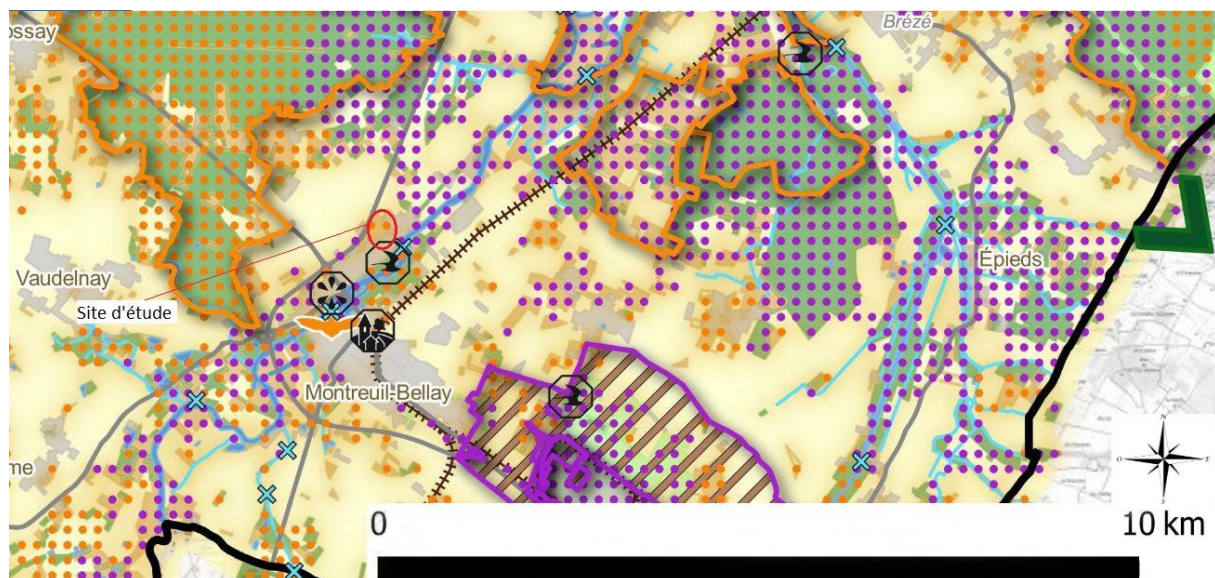 ossay
Brézé
Vaudelnay
Site d'étude
Épieds
Montreuil-Bellay
me
N
0
10 km